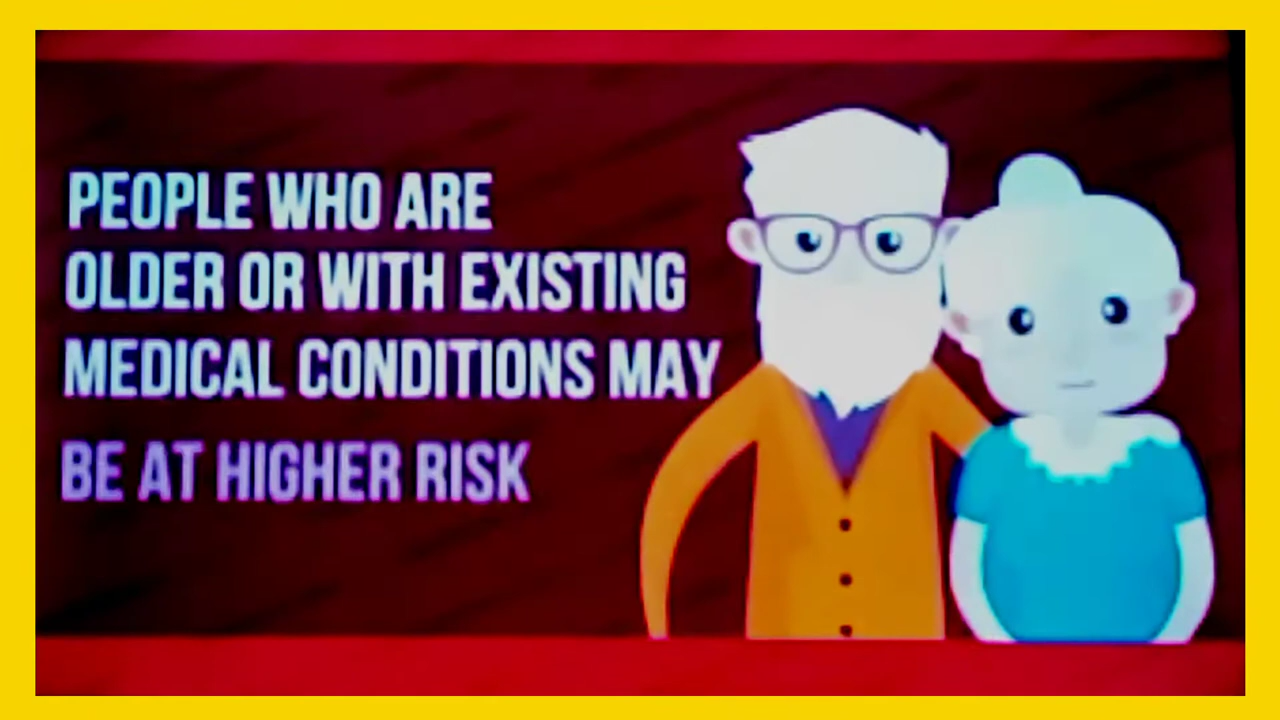 PEOPLE WHO ARE
OLDER OR WITH EXISTING
MEDICAL CONDITIONS MAY
BE AT HIGHER RISK